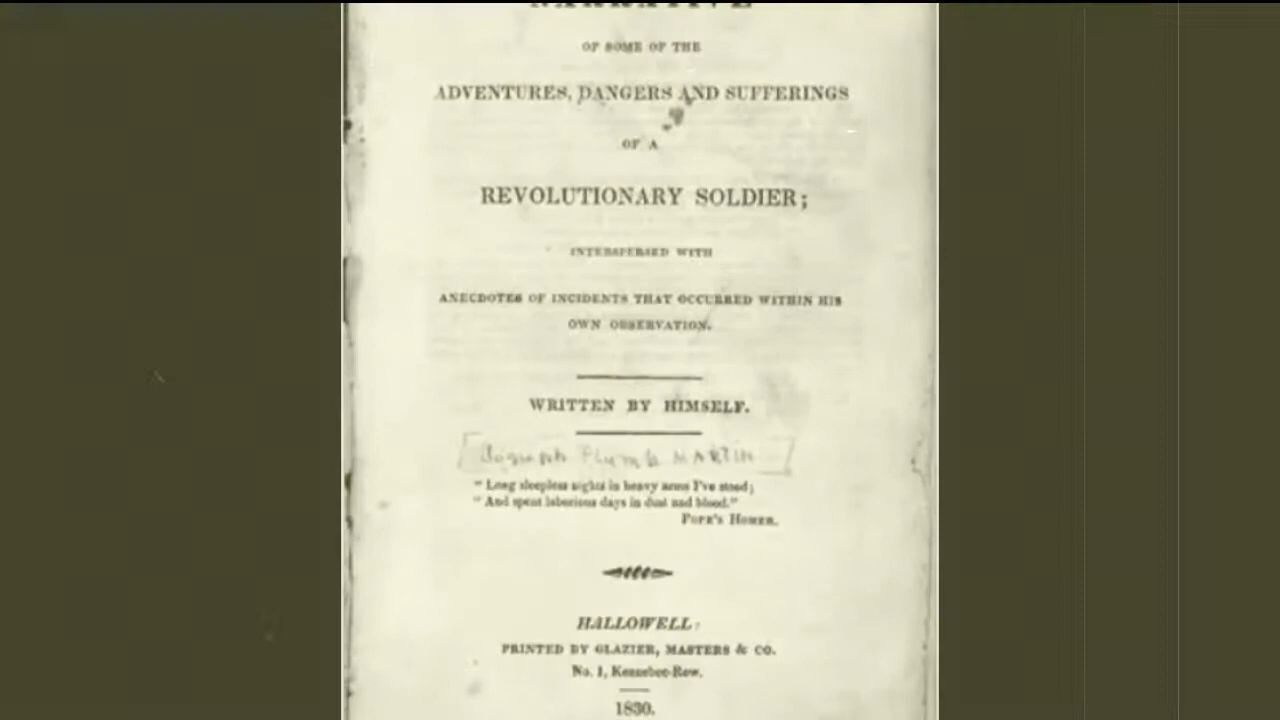 NARRATIVE
OF SOME OF THE
ADVENTURES, DANGERS AND SUFFERINGS
OF A
REVOLUTIONARY SOLDIER;
INTERSPERSED WITH
ANECDOTES OF INCIDENTS THAT OCCURRED WITHIN HIS
OWN OBSERVATION.
WRITTEN BY HIMSELF.
[Joseph Plumb MARTIN]
" Long sleepless nights in heavy arms I've stood;
" And spent laborious days in dust and blood."
POPE'S HOMER.
HALLOWELL:
PRINTED BY GLAZIER, MASTERS & CO.
No. 1, Kennebec-Row.
1830.